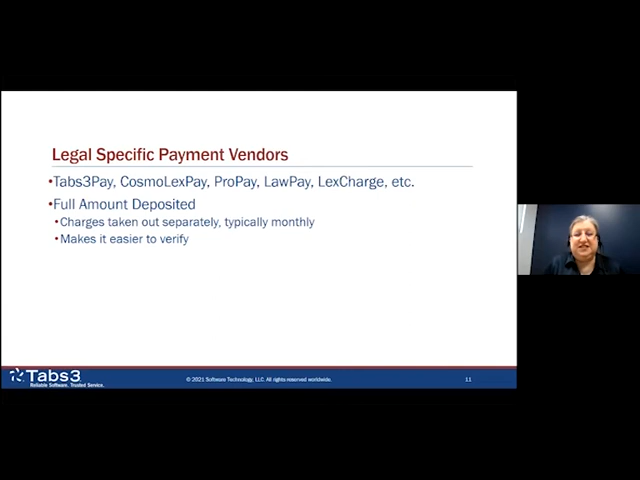 Legal Specific Payment Vendors
•Tabs3Pay, CosmoLexPay, ProPay, LawPay, LexCharge, etc.
•Full Amount Deposited
•Charges taken out separately, typically monthly
•Makes it easier to verify
Tabs3
Reliable Software. Trusted Service.
© 2021 Software Technology, LLC. All rights reserved worldwide.
11